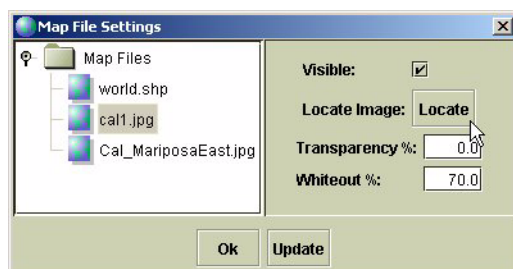 Map File Settings
Map Files
world.shp
cal1.jpg
Cal_MariposaEast.jpg
Visible:
Locate Image: Locate
Transparency %: 0.0
Whiteout %: 70.0
Ok Update